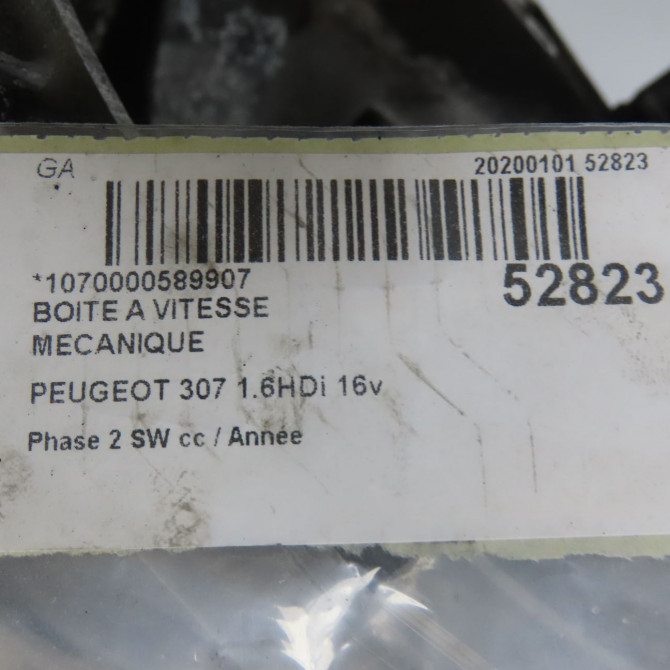 GA
20200101 52823
*1070000589907
52823
BOITE A VITESSE
MECANIQUE
PEUGEOT 307 1.6HDi 16v
Phase 2 SW cc / Année